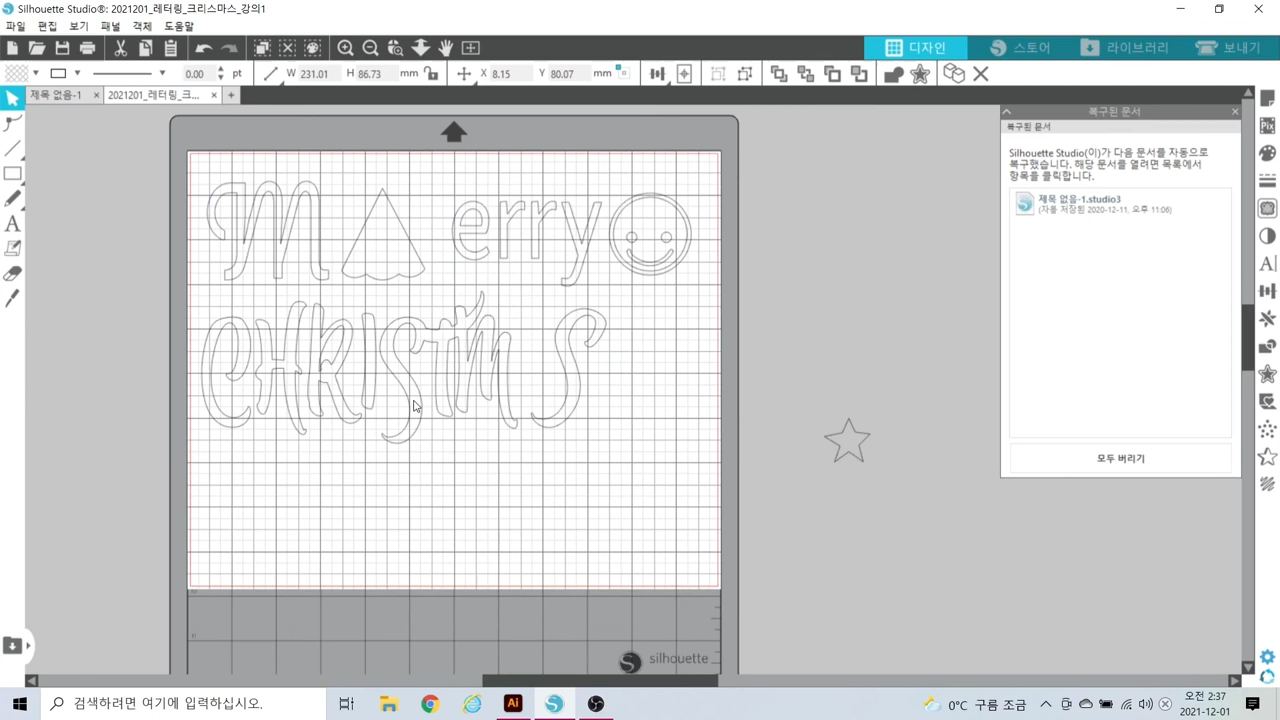 Silhouette Studio®: 2021201_레터링_크리스마스_강의1
파일 편집 보기 패널 객체 도움말
디자인 스토어 라이브러리 보내기
0.00 pt W 231.01 H 86.73 mm X 8.15 Y 80.07 mm
제목 없음-1 × 2021201_레터링_크... × +
복구된 문서
복구된 문서
Silhouette Studio(이)가 다음 문서를 자동으로
복구했습니다. 해당 문서를 열려면 목록에서
항목을 클릭합니다.
제목 없음-1.studio3
(자동 저장된 2020-12-11, 오후 11:06)
모두 버리기
Merry
CHRISTM S
silhouette
검색하려면 여기에 입력하십시오.
Ai
0°C 구름 조금
오전 2:37
2021-12-01